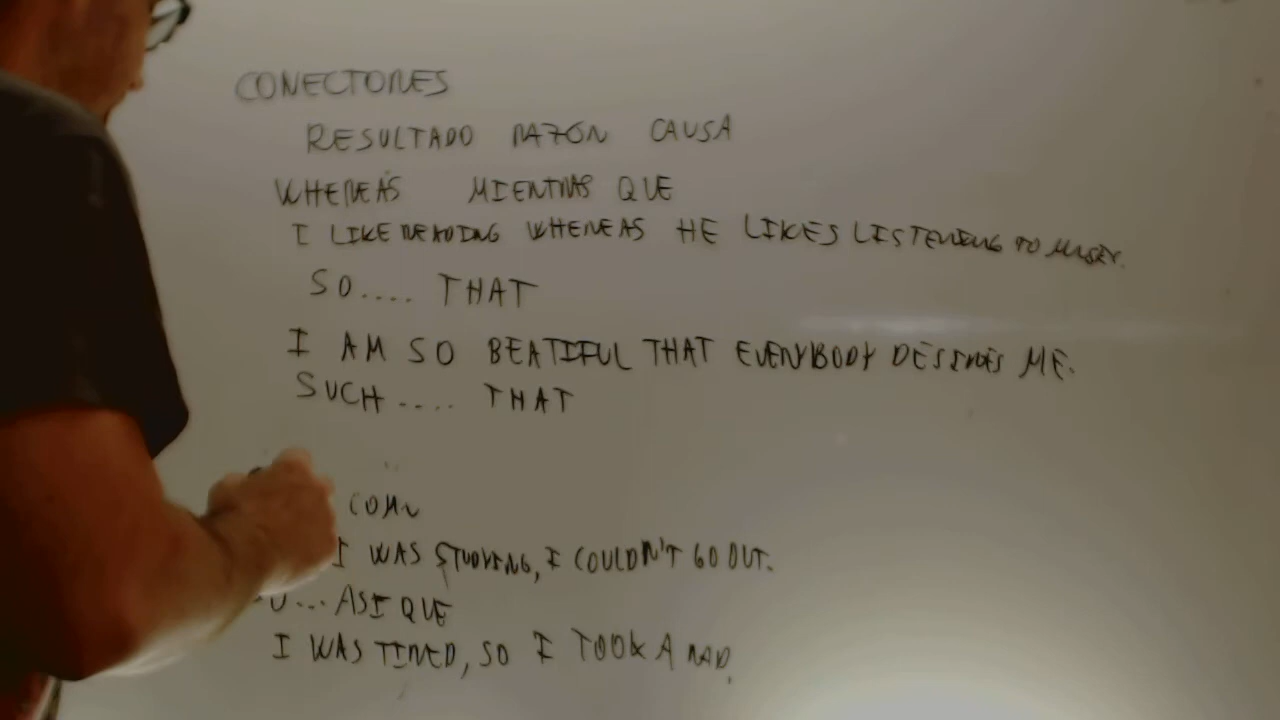 CONECTORES
RESULTADO RAZON CAUSA
WHEREAS MIENTRAS QUE
I LIKE READING WHEREAS HE LIKES LISTENING TO MUSIC.
SO.... THAT
I AM SO BEATIFUL THAT EVERYBODY DESIRES ME.
SUCH.... THAT
COMO
I WAS STUDYING, I COULDN'T GO OUT.
... ASI QUE
I WAS TIRED, SO I TOOK A NAP.